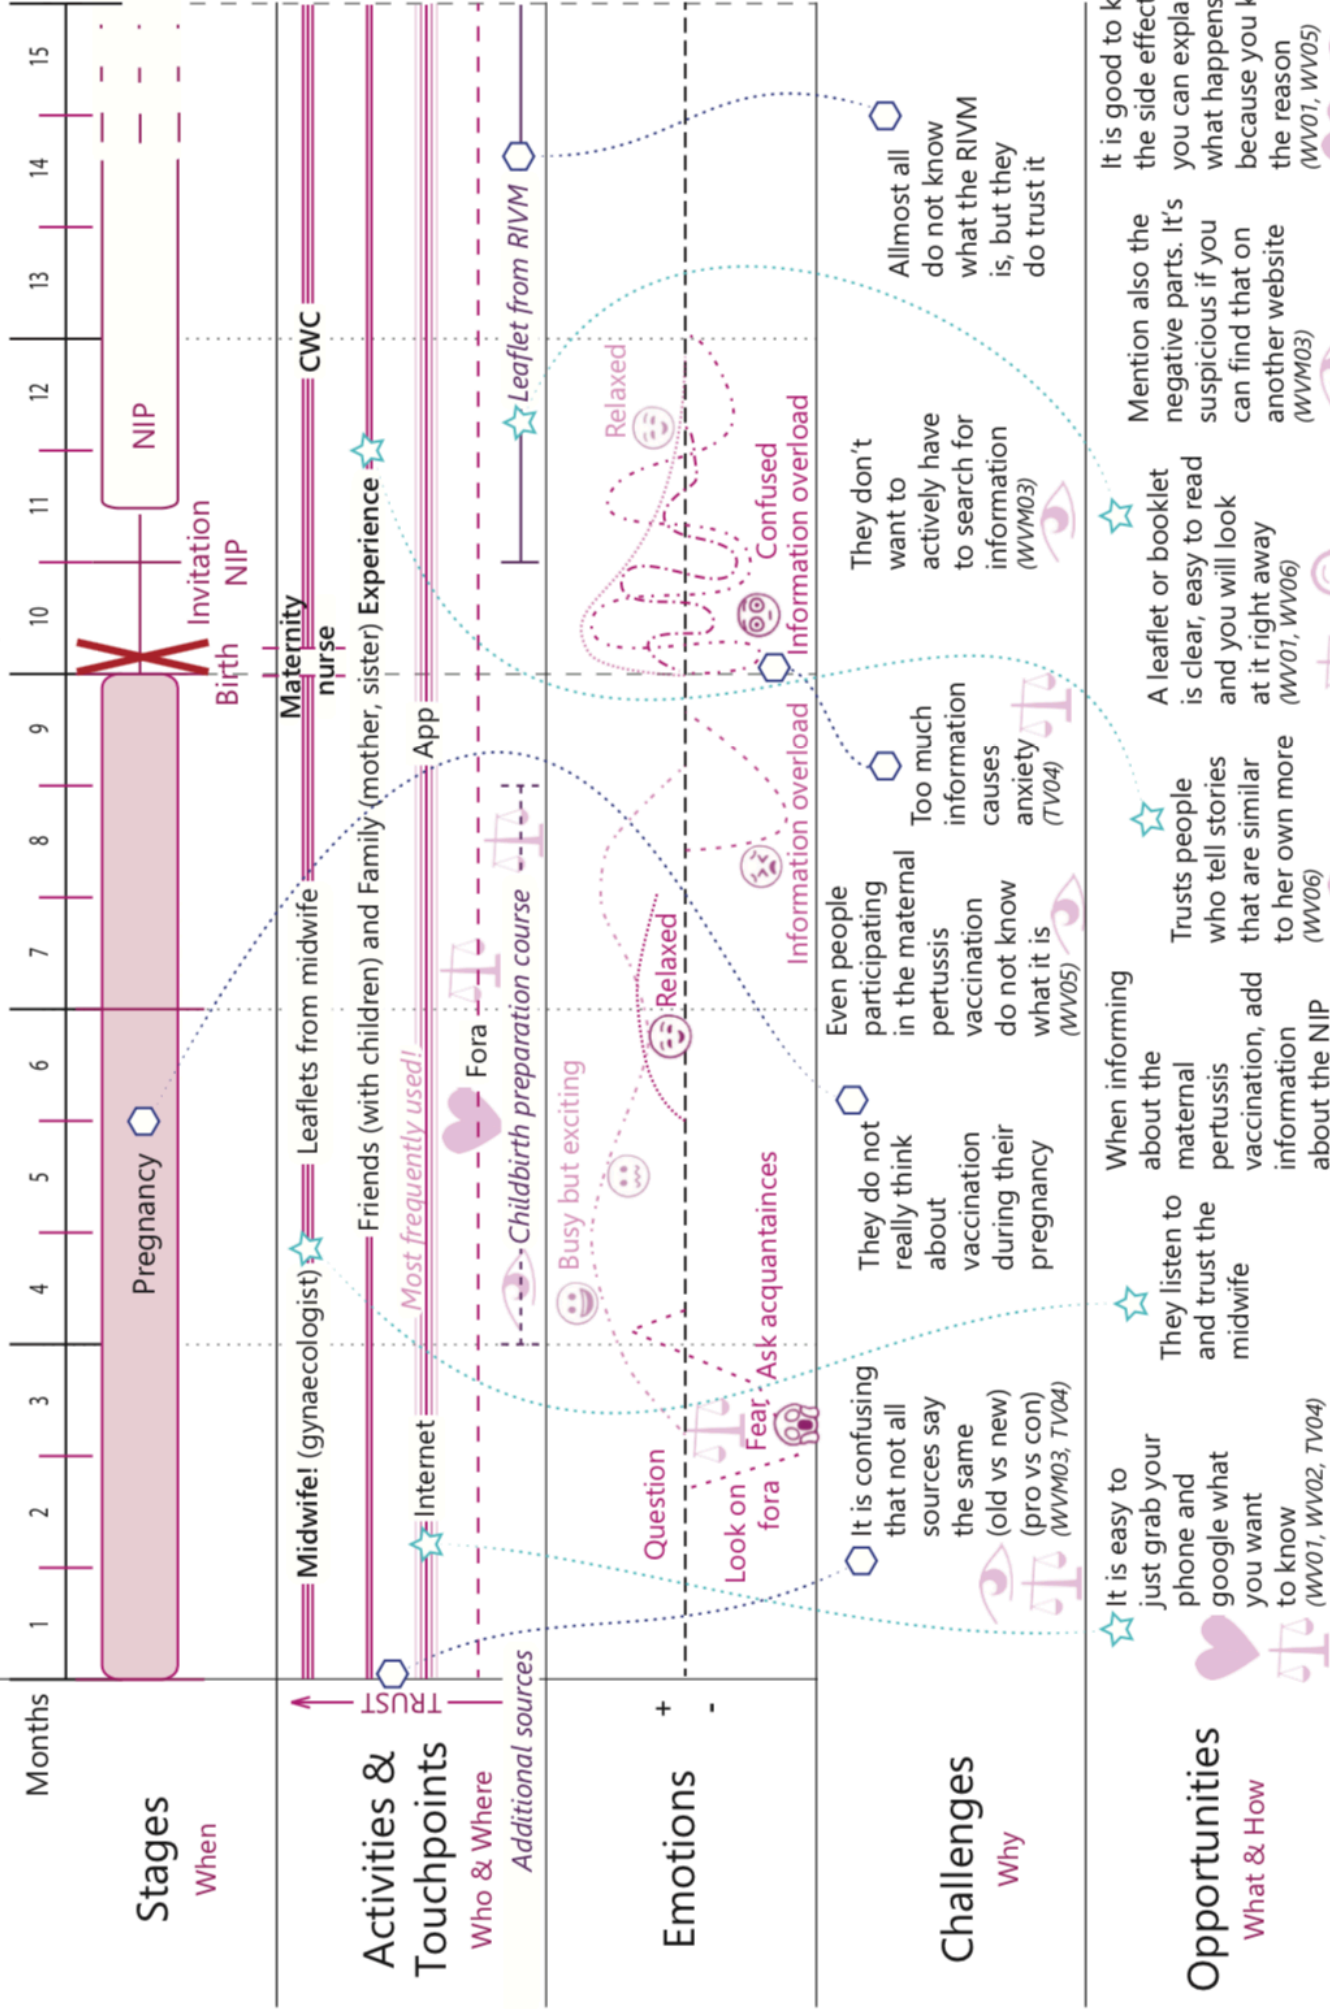 Months
1
2
3
4
5
6
7
8
9
10
11
12
13
14
15
Stages
When
Pregnancy
Birth
Invitation
NIP
NIP
Activities &
Touchpoints
Who & Where
TRUST
Additional sources
Midwife! (gynaecologist)
Leaflets from midwife
Maternity
nurse
CWC
Friends (with children) and Family (mother, sister) Experience
Most frequently used!
Internet
App
Fora
Childbirth preparation course
Leaflet from RIVM
Emotions
+
-
Question
Look on
fora
Fear
Ask acquantainces
Busy but exciting
Relaxed
Information overload
Relaxed
Confused
Information overload
Challenges
Why
It is confusing
that not all
sources say
the same
(old vs new)
(pro vs con)
(WVM03, TV04)
They do not
really think
about
vaccination
during their
pregnancy
Even people
participating
in the maternal
pertussis
vaccination
do not know
what it is
(WV05)
Too much
information
causes
anxiety
(TV04)
They don't
want to
actively have
to search for
information
(WVM03)
Allmost all
do not know
what the RIVM
is, but they
do trust it
Opportunities
What & How
It is easy to
just grab your
phone and
google what
you want
to know
(WV01, WV02, TV04)
They listen to
and trust the
midwife
When informing
about the
maternal
pertussis
vaccination, add
information
about the NIP
Trusts people
who tell stories
that are similar
to her own more
(WV06)
A leaflet or booklet
is clear, easy to read
and you will look
at it right away
(WV01, WV06)
Mention also the
negative parts. It's
suspicious if you
can find that on
another website
(WVM03)
It is good to k
the side effect
you can expla
what happens
because you k
the reason
(WV01, WV05)